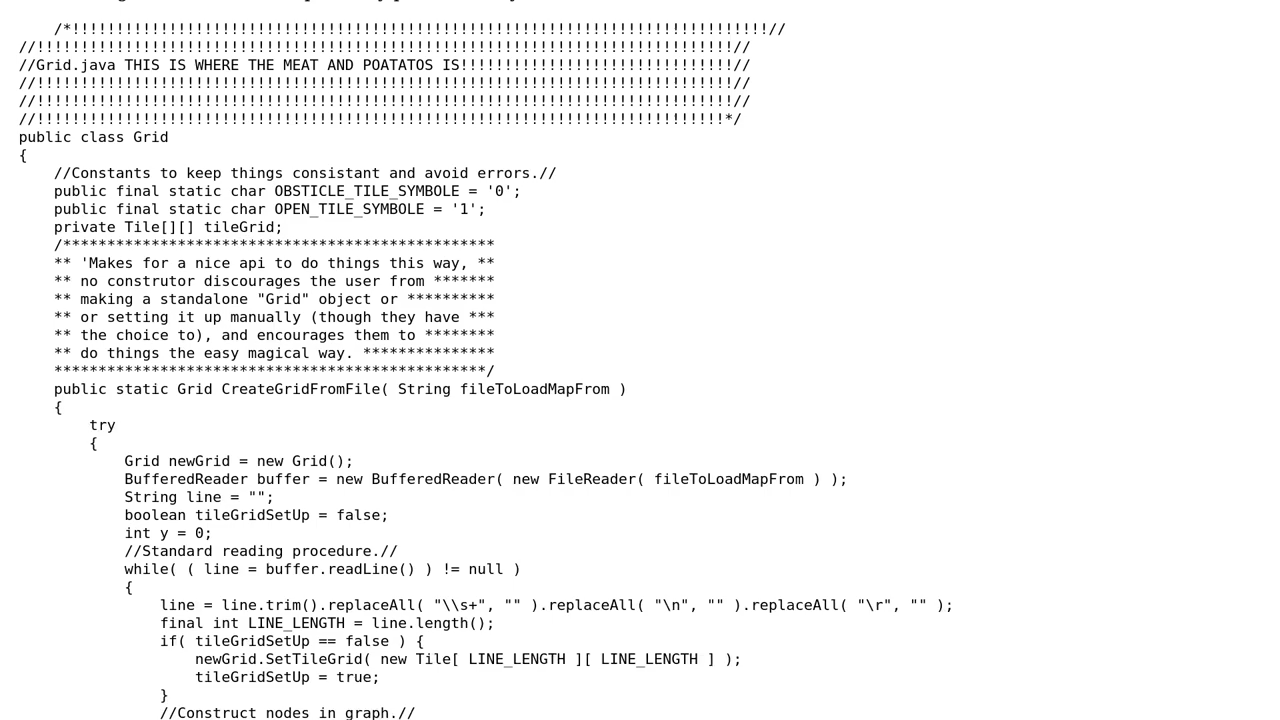 /*!!!!!!!!!!!!!!!!!!!!!!!!!!!!!!!!!!!!!!!!!!!!!!!!!!!!!!!!!!!!!!!!!!!!!!!!!!!!!!!//
//!!!!!!!!!!!!!!!!!!!!!!!!!!!!!!!!!!!!!!!!!!!!!!!!!!!!!!!!!!!!!!!!!!!!!!!!!!!!!!!//
//Grid.java THIS IS WHERE THE MEAT AND POATATOS IS!!!!!!!!!!!!!!!!!!!!!!!!!!!!!!!//
//!!!!!!!!!!!!!!!!!!!!!!!!!!!!!!!!!!!!!!!!!!!!!!!!!!!!!!!!!!!!!!!!!!!!!!!!!!!!!!!//
//!!!!!!!!!!!!!!!!!!!!!!!!!!!!!!!!!!!!!!!!!!!!!!!!!!!!!!!!!!!!!!!!!!!!!!!!!!!!!!!//
//!!!!!!!!!!!!!!!!!!!!!!!!!!!!!!!!!!!!!!!!!!!!!!!!!!!!!!!!!!!!!!!!!!!!!!!!!!!!!!*/
public class Grid
{
    //Constants to keep things consistant and avoid errors.//
    public final static char OBSTICLE_TILE_SYMBOLE = '0';
    public final static char OPEN_TILE_SYMBOLE = '1';
    private Tile[][] tileGrid;
    /*************************************************
    ** 'Makes for a nice api to do things this way, **
    ** no construtor discourages the user from *******
    ** making a standalone "Grid" object or **********
    ** or setting it up manually (though they have ***
    ** the choice to), and encourages them to ********
    ** do things the easy magical way. ***************
    *************************************************/
    public static Grid CreateGridFromFile( String fileToLoadMapFrom )
    {
        try
        {
            Grid newGrid = new Grid();
            BufferedReader buffer = new BufferedReader( new FileReader( fileToLoadMapFrom ) );
            String line = "";
            boolean tileGridSetUp = false;
            int y = 0;
            //Standard reading procedure.//
            while( ( line = buffer.readLine() ) != null )
            {
                line = line.trim().replaceAll( "\\s+", "" ).replaceAll( "\n", "" ).replaceAll( "\r", "" );
                final int LINE_LENGTH = line.length();
                if( tileGridSetUp == false ) {
                    newGrid.SetTileGrid( new Tile[ LINE_LENGTH ][ LINE_LENGTH ] );
                    tileGridSetUp = true;
                }
                //Construct nodes in graph.//